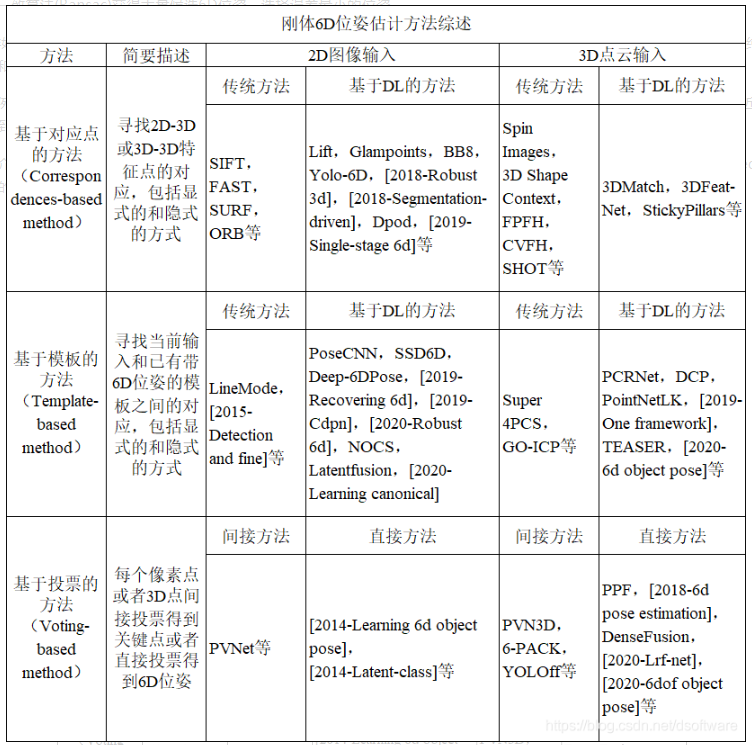 刚体6D位姿估计方法综述
方法
简要描述
2D图像输入
3D点云输入
基于对应点
的方法
（Correspon
dences-based
method）
寻找2D-3D
或3D-3D特
征点的对
应，包括显
式的和隐式
的方式
传统方法
基于DL的方法
传统方法
基于DL的方法
SIFT，
FAST，
SURF，
ORB等
Lift，Glampoints，BB8，
Yolo-6D，[2018-Robust
3d]，[2018-Segmentation-
driven]，Dpod，[2019-
Single-stage 6d]等
Spin
Images，
3D Shape
Context，
FPFH，
CVFH，
SHOT等
3DMatch，3DFeat-
Net，StickyPillars等
基于模板的
方法
（Template-
based
method）
寻找当前输
入和已有带
6D位姿的模
板之间的对
应，包括显
式的和隐式
的方式
传统方法
基于DL的方法
传统方法
基于DL的方法
LineMode，
[2015-
Detection
and fine]等
PoseCNN，SSD6D，
Deep-6DPose，[2019-
Recovering 6d]，[2019-
Cdpn]，[2020-Robust
6d]，NOCS，
Latentfusion，[2020-
Learning canonical]
Super
4PCS，
GO-ICP等
PCRNet，DCP，
PointNetLK，[2019-
One framework]，
TEASER，[2020-
6d object pose]等
基于投票的
方法
（Voting-
based
method）
每个像素点
或者3D点间
接投票得到
关键点或者
直接投票得
到6D位姿
间接方法
直接方法
间接方法
直接方法
PVNet等
[2014-Learning 6d object
pose]，
[2014-Latent-class]等
PVN3D，
6-PACK，
YOLOff等
PPF，[2018-6d
pose estimation]，
DenseFusion，
[2020-Lrf-net]，
[2020-6dof object
pose]等
https://blog.csdn.net/dsoftware